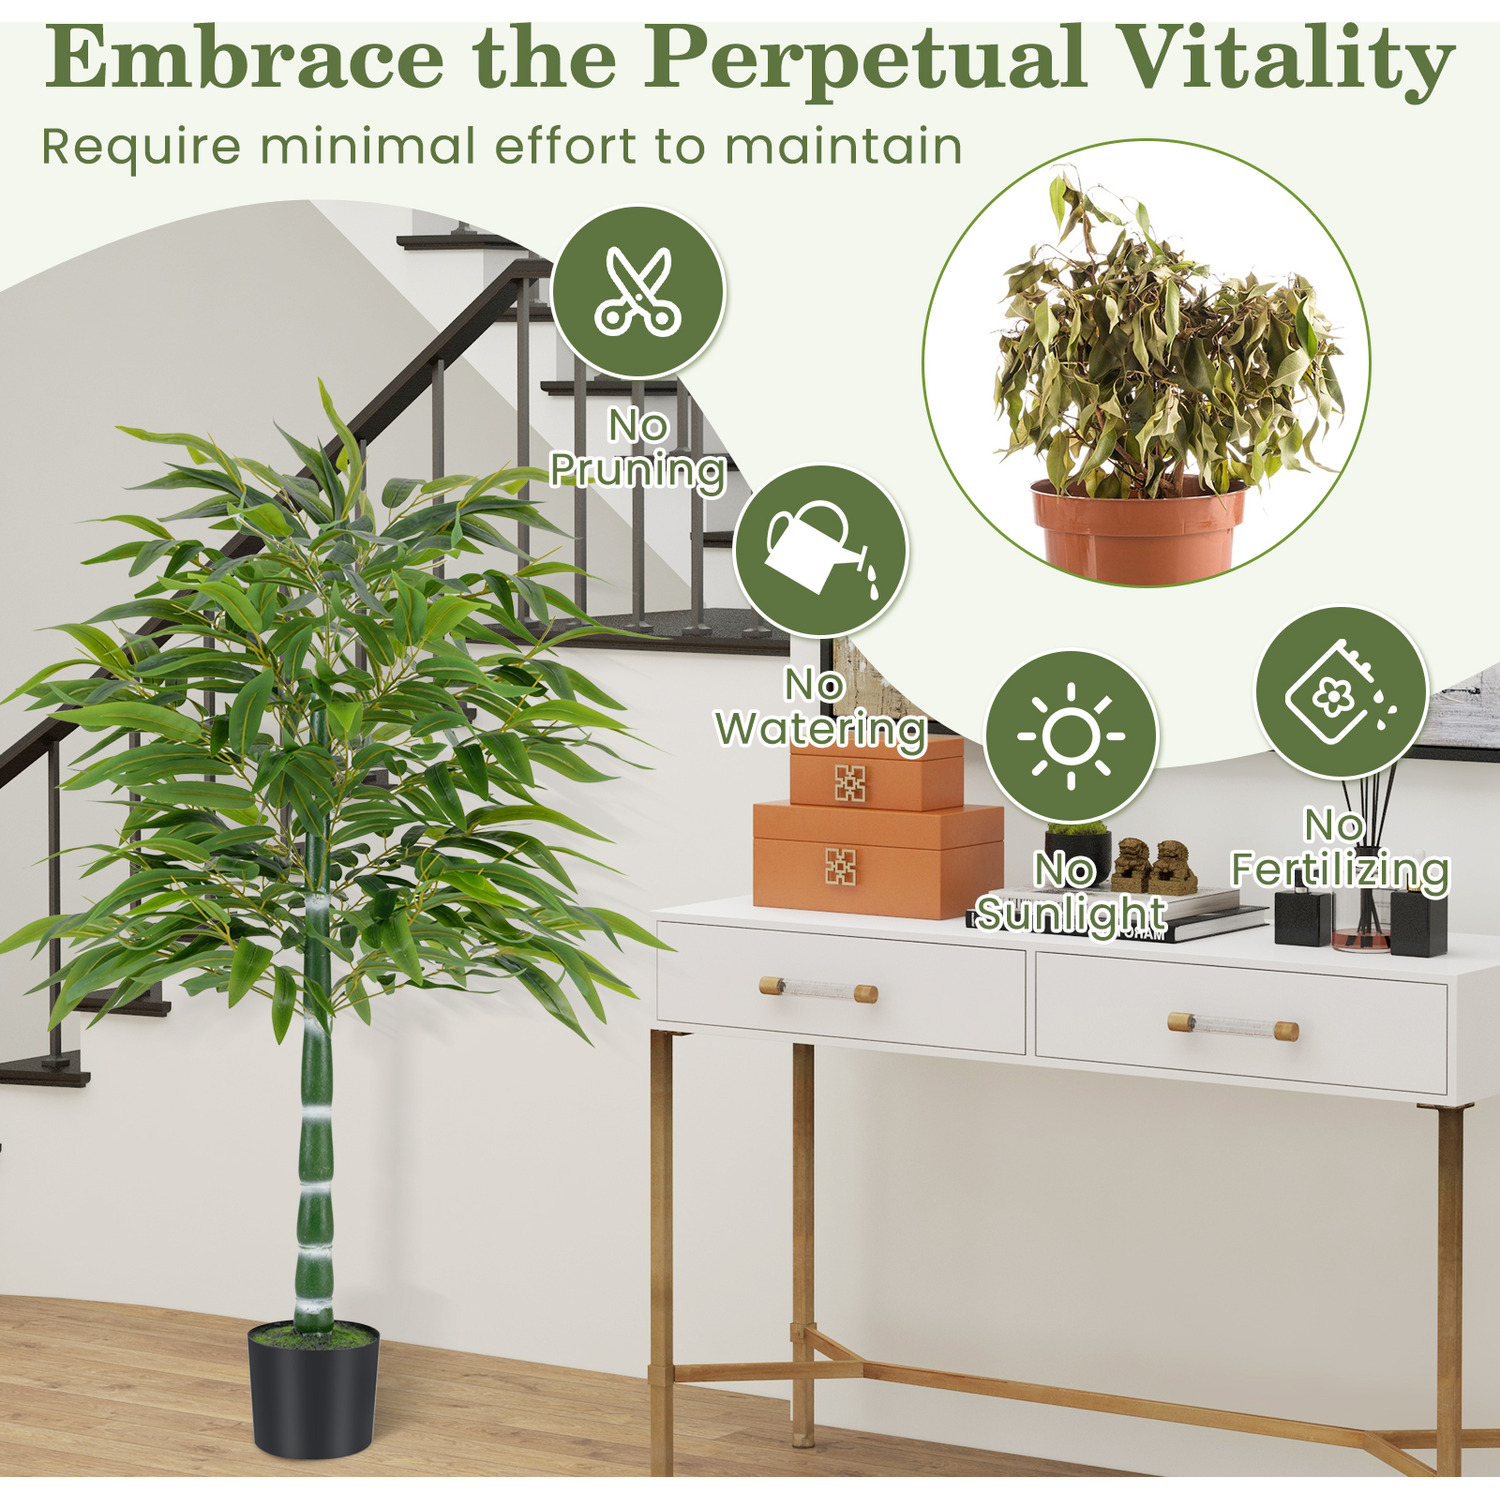 Embrace the Perpetual Vitality
Require minimal effort to maintain
No
Pruning
No
Watering
No
Sunlight
No
Fertilizing